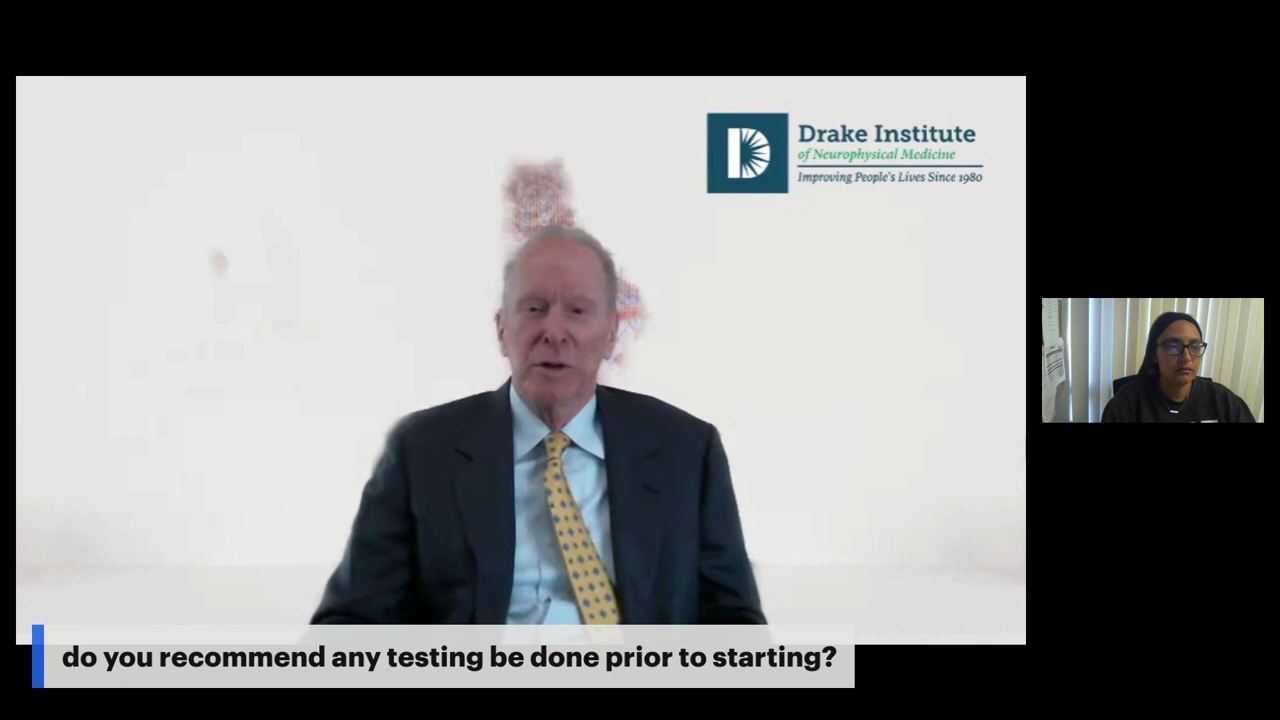 Drake Institute
of Neurophysical Medicine
Improving People's Lives Since 1980
do you recommend any testing be done prior to starting?